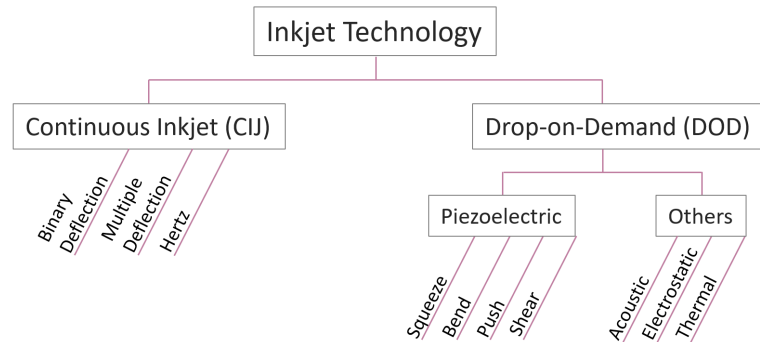 Inkjet Technology
Continuous Inkjet (CIJ)
Drop-on-Demand (DOD)
Binary
Deflection
Multiple
Deflection
Hertz
Piezoelectric
Others
Squeeze
Bend
Push
Shear
Acoustic
Electrostatic
Thermal